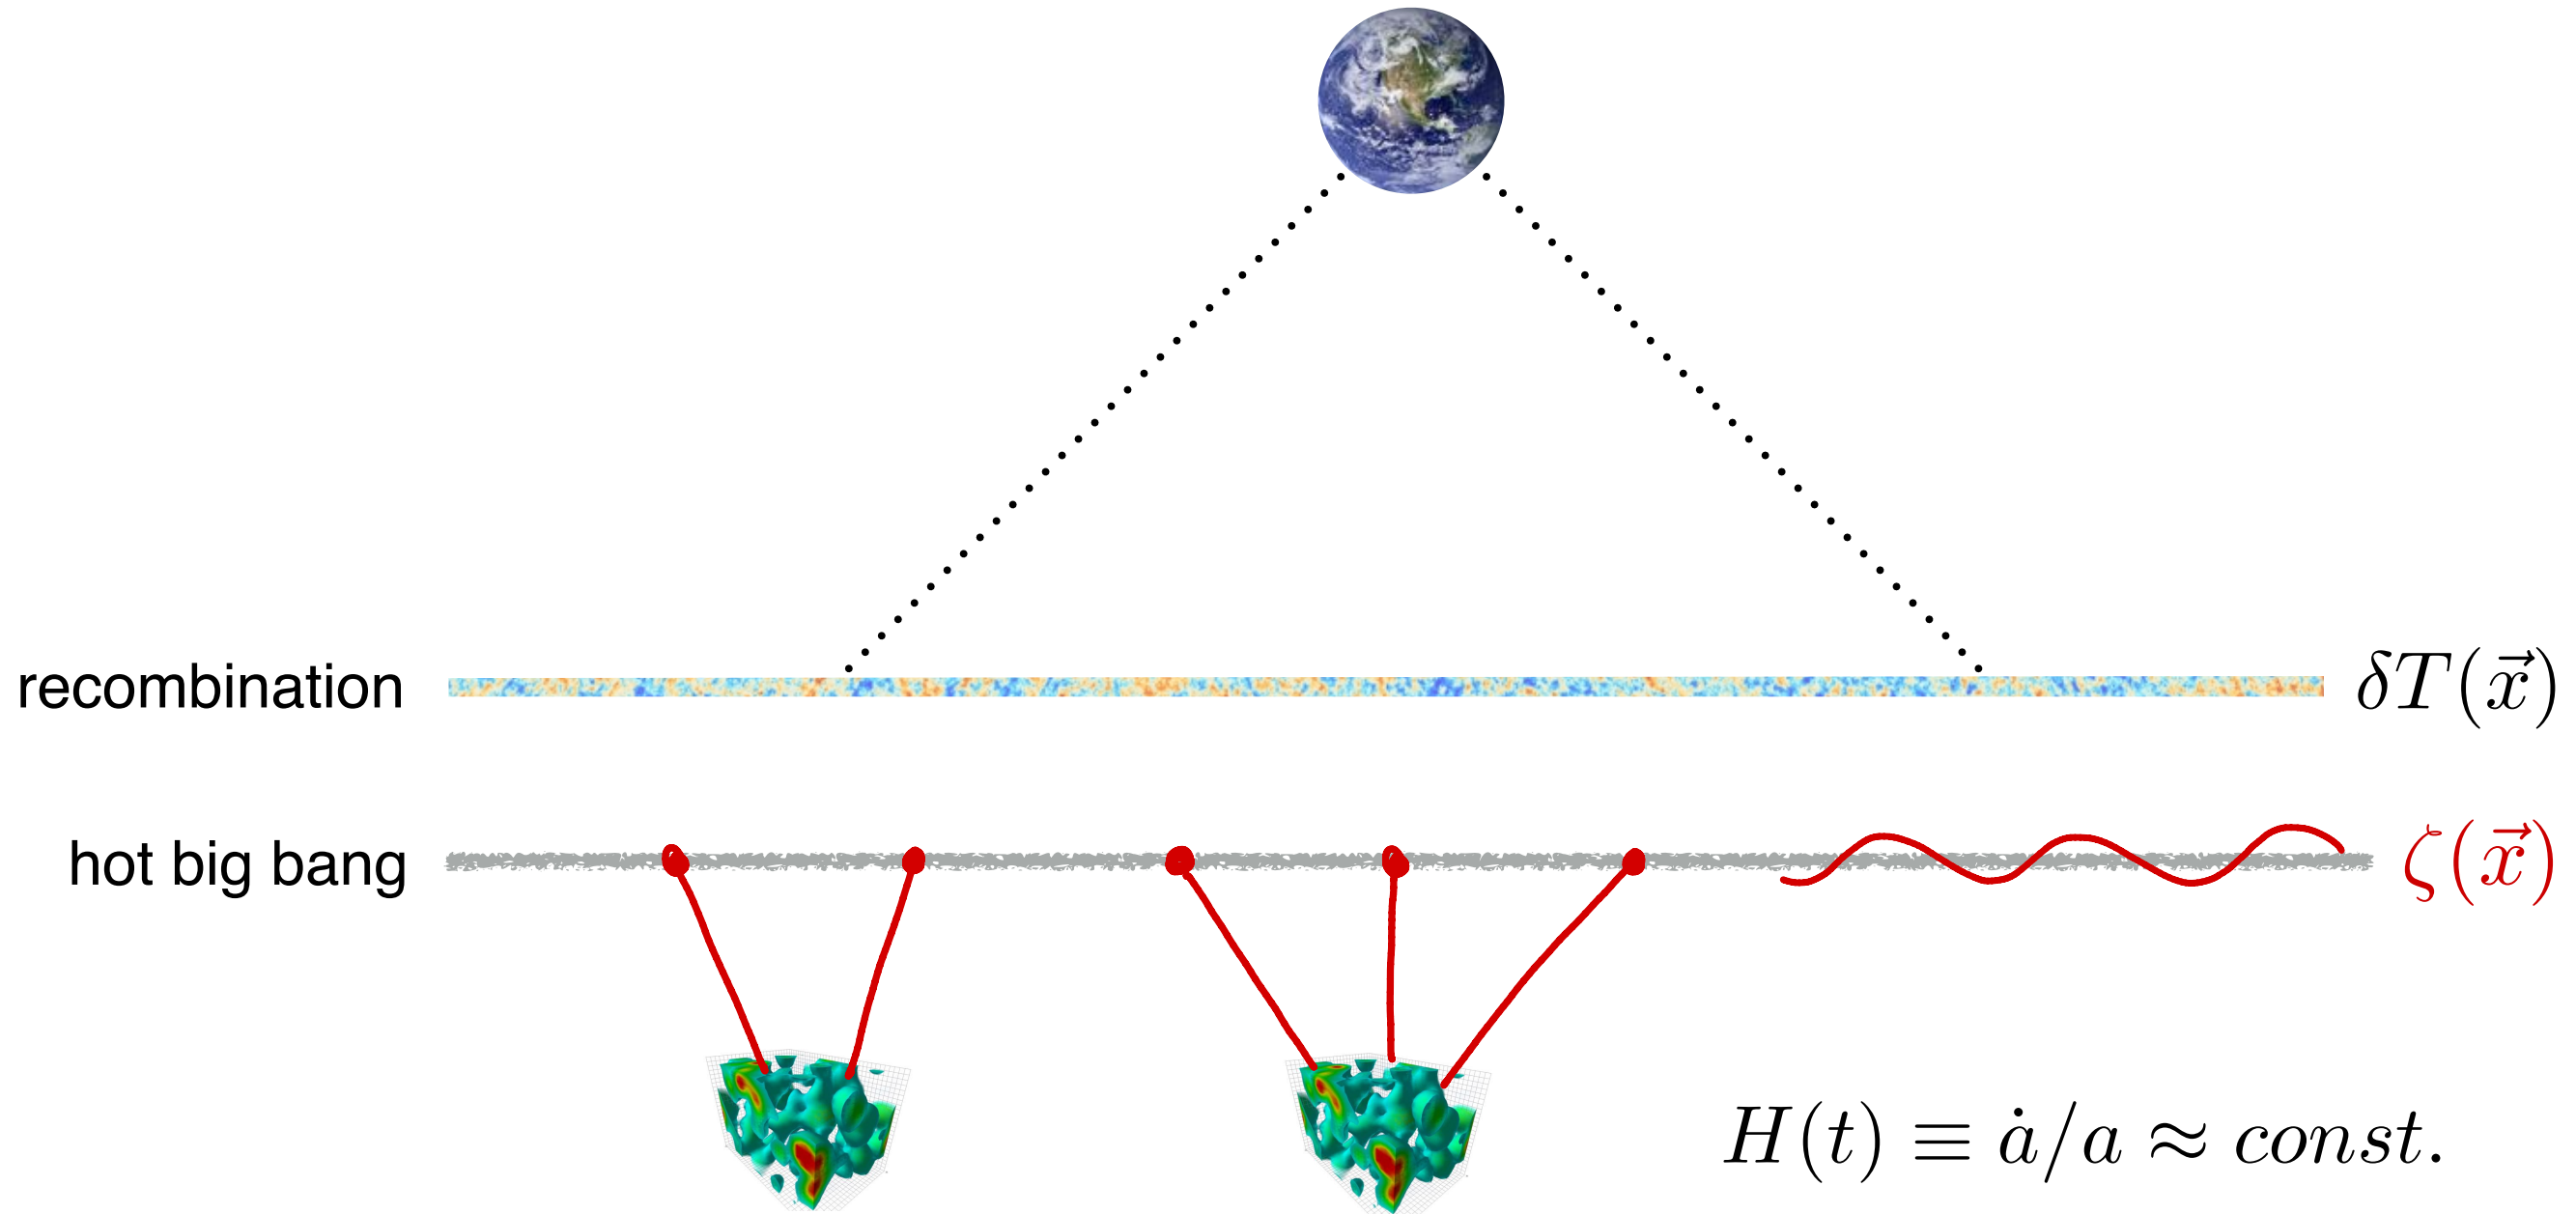 recombination δT(x⃗)
hot big bang ζ(x⃗)
H(t) ≡ ȧ/a ≈ const.